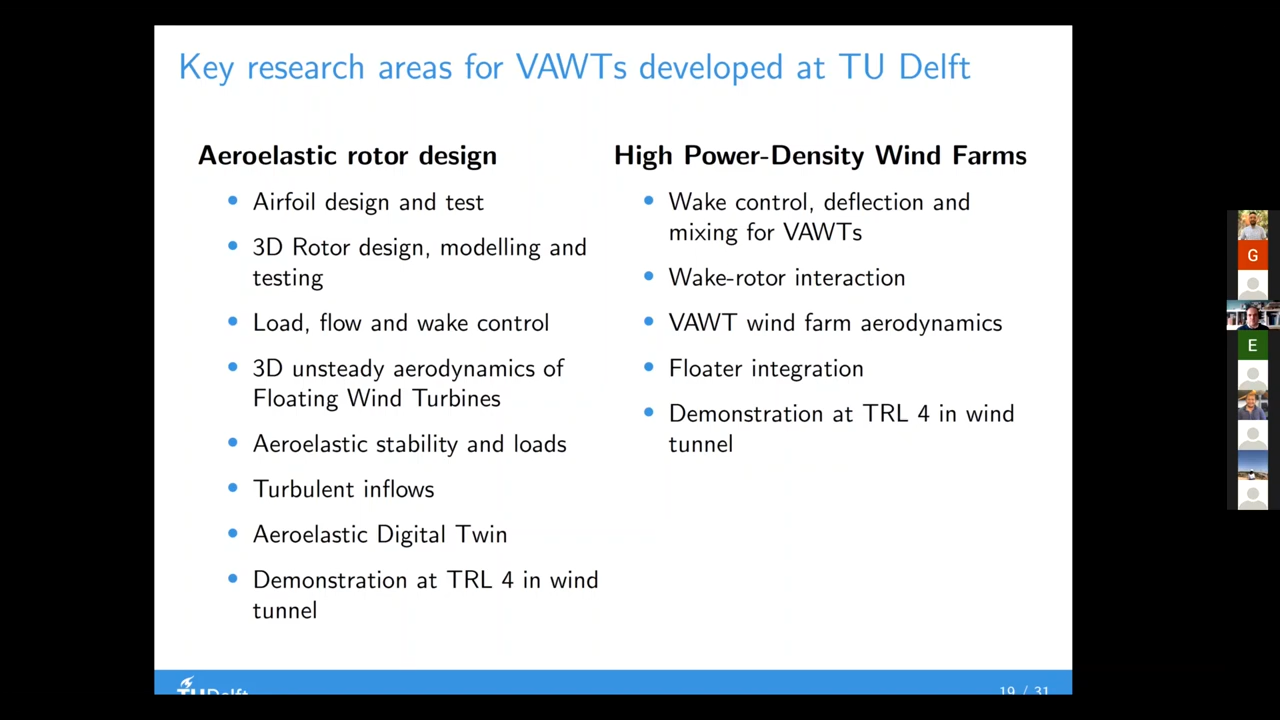 Key research areas for VAWTs developed at TU Delft
Aeroelastic rotor design
• Airfoil design and test
• 3D Rotor design, modelling and
testing
• Load, flow and wake control
• 3D unsteady aerodynamics of
Floating Wind Turbines
• Aeroelastic stability and loads
• Turbulent inflows
• Aeroelastic Digital Twin
• Demonstration at TRL 4 in wind
tunnel
High Power-Density Wind Farms
• Wake control, deflection and
mixing for VAWTs
• Wake-rotor interaction
• VAWT wind farm aerodynamics
• Floater integration
• Demonstration at TRL 4 in wind
tunnel
TUDelft
19 / 31
G
E